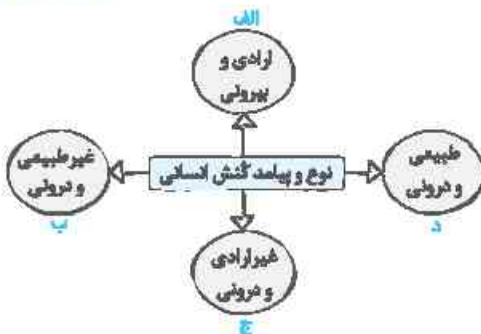 الف
ارادی و
بیرونی
غیرطبیعی
و درونی
ب
نوع و پیامد کنش انسانی
طبیعی
و درونی
د
غیرارادی
و درونی
ج